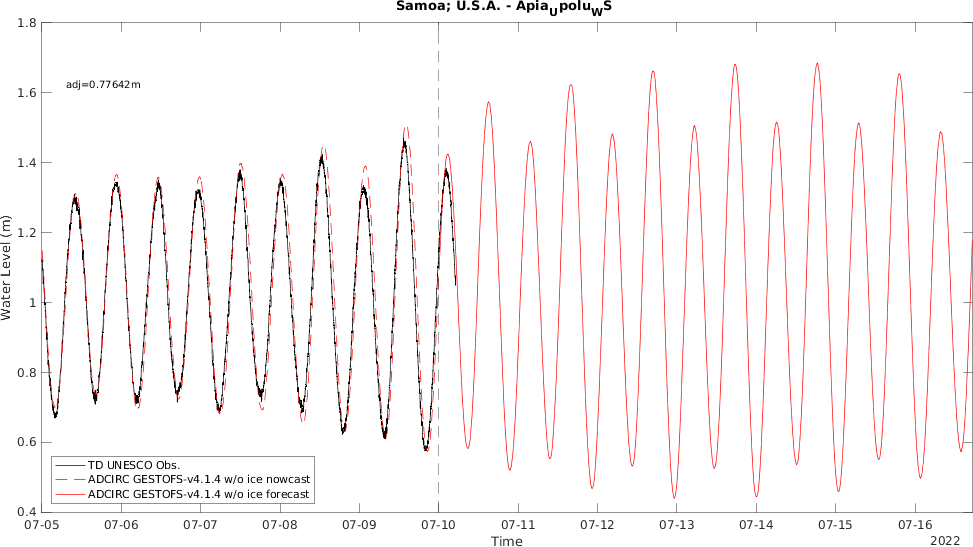 Samoa; U.S.A. - Apia_Upolu_WS
1.8
adj=0.77642m
1.6
1.4
1.2
1
0.8
0.6
0.4
Water Level (m)
TD UNESCO Obs.
ADCIRC GESTOFS-v4.1.4 w/o ice nowcast
ADCIRC GESTOFS-v4.1.4 w/o ice forecast
07-05 07-06 07-07 07-08 07-09 07-10 07-11 07-12 07-13 07-14 07-15 07-16
Time
2022